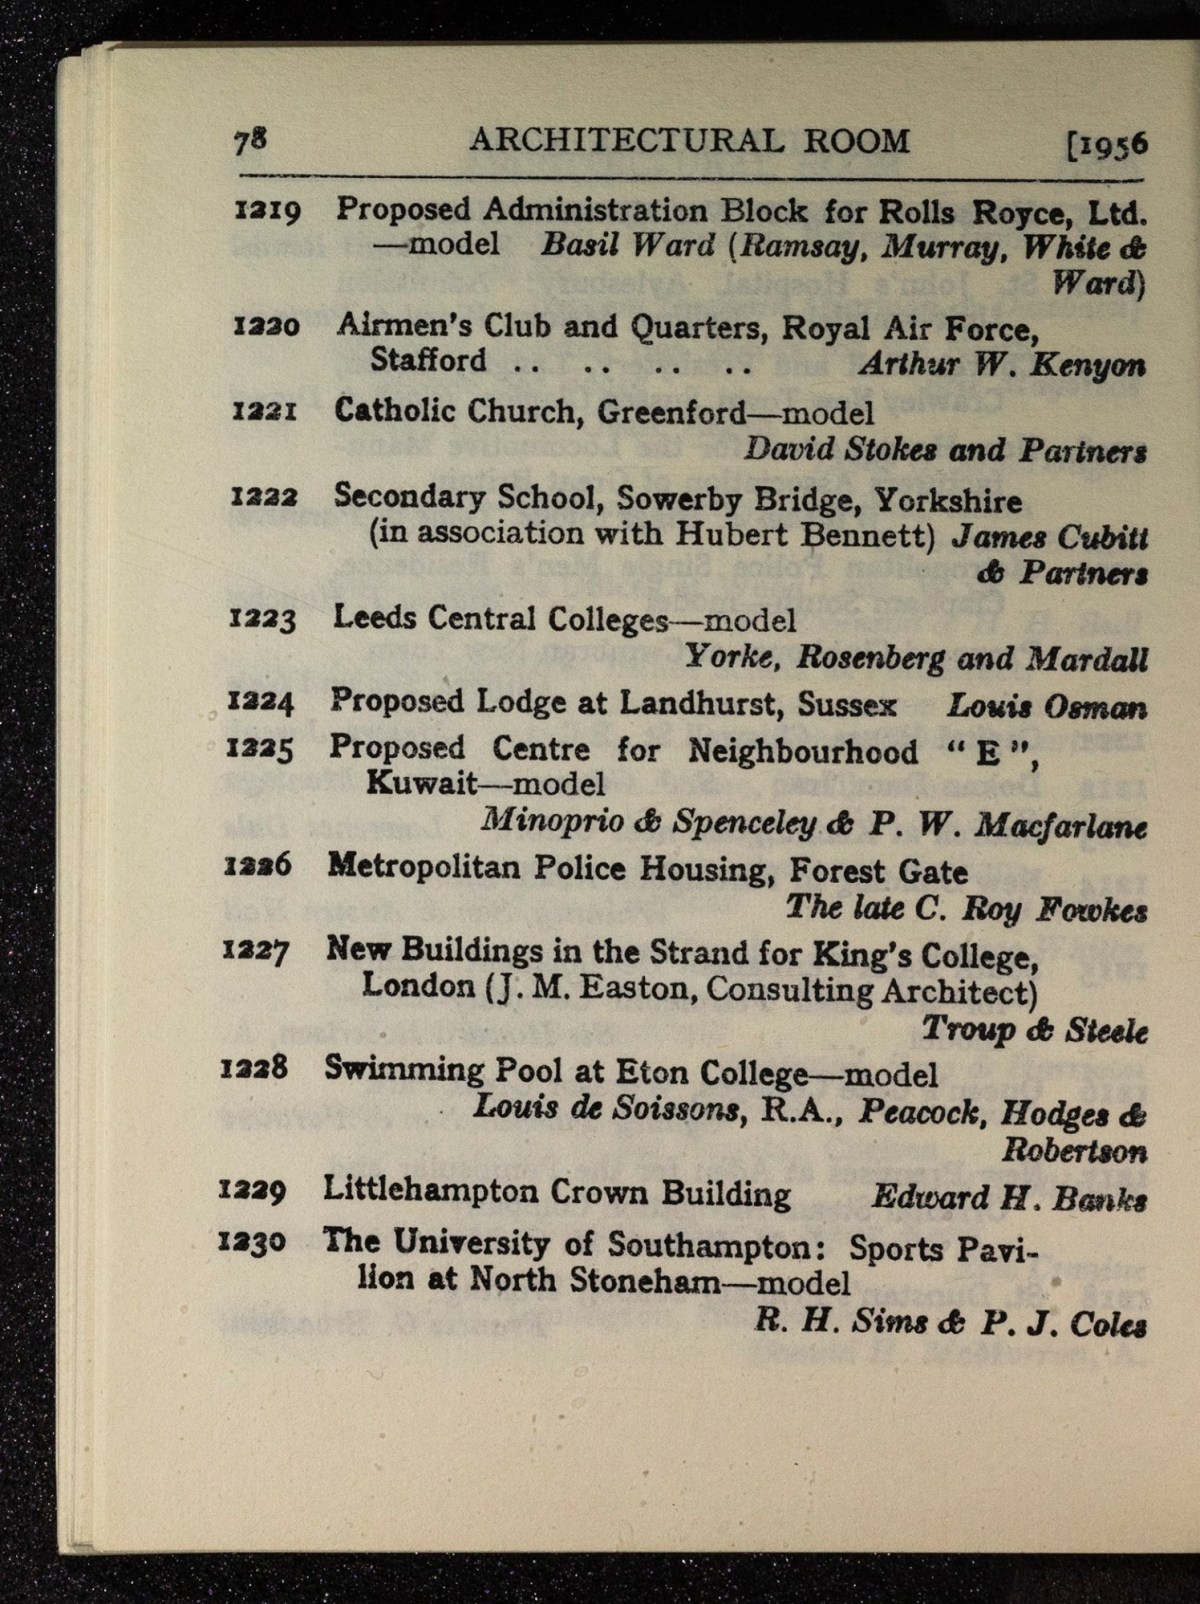 78 ARCHITECTURAL ROOM [1956
1219 Proposed Administration Block for Rolls Royce, Ltd.
—model Basil Ward (Ramsay, Murray, White &
Ward)
1220 Airmen's Club and Quarters, Royal Air Force,
Stafford .. .. .. .. Arthur W. Kenyon
1221 Catholic Church, Greenford—model
David Stokes and Partners
1222 Secondary School, Sowerby Bridge, Yorkshire
(in association with Hubert Bennett) James Cubitt
& Partners
1223 Leeds Central Colleges—model
Yorke, Rosenberg and Mardall
1224 Proposed Lodge at Landhurst, Sussex Louis Osman
1225 Proposed Centre for Neighbourhood “ E ”,
Kuwait—model
Minoprio & Spenceley & P. W. Macfarlane
1226 Metropolitan Police Housing, Forest Gate
The late C. Roy Fowkes
1227 New Buildings in the Strand for King's College,
London (J. M. Easton, Consulting Architect)
Troup & Steele
1228 Swimming Pool at Eton College—model
Louis de Soissons, R.A., Peacock, Hodges &
Robertson
1229 Littlehampton Crown Building Edward H. Banks
1230 The University of Southampton: Sports Pavi-
lion at North Stoneham—model
R. H. Sims & P. J. Coles